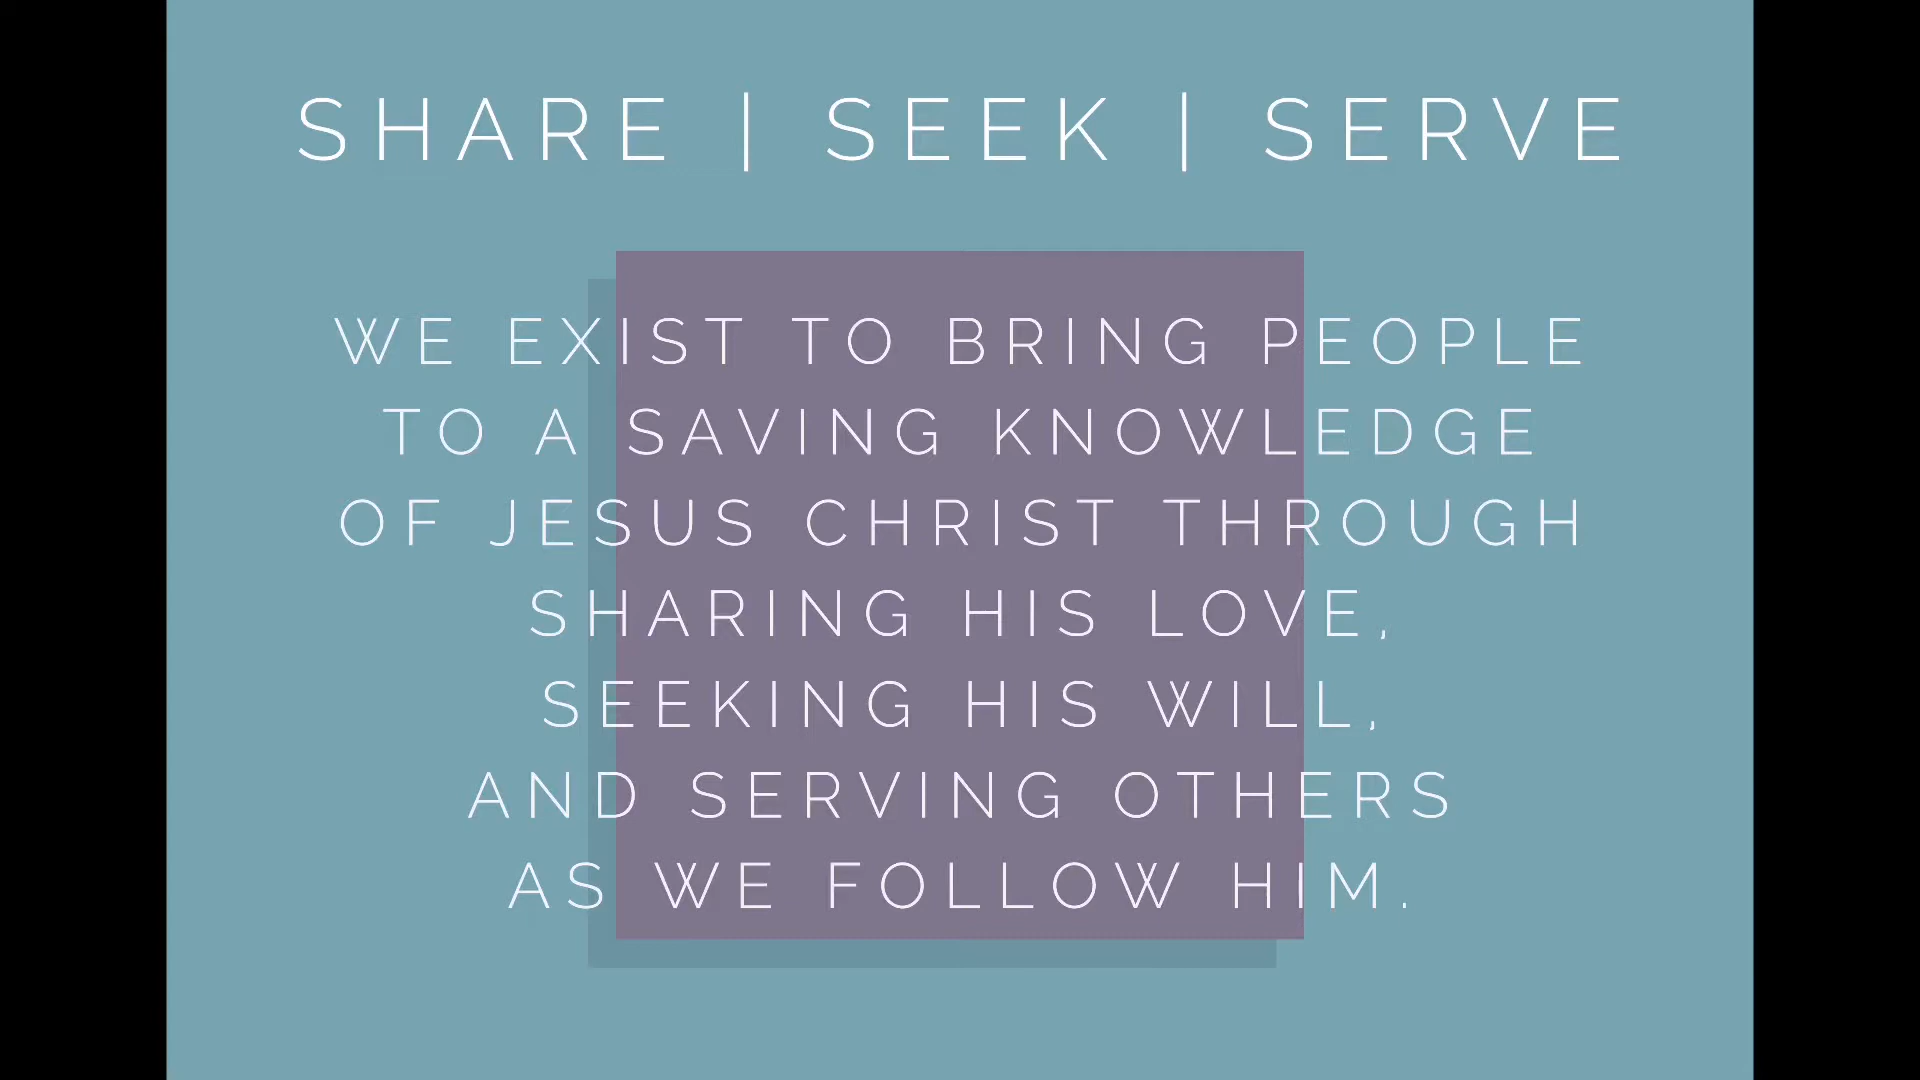 SHARE | SEEK | SERVE
WE EXIST TO BRING PEOPLE
TO A SAVING KNOWLEDGE
OF JESUS CHRIST THROUGH
SHARING HIS LOVE,
SEEKING HIS WILL,
AND SERVING OTHERS
AS WE FOLLOW HIM.